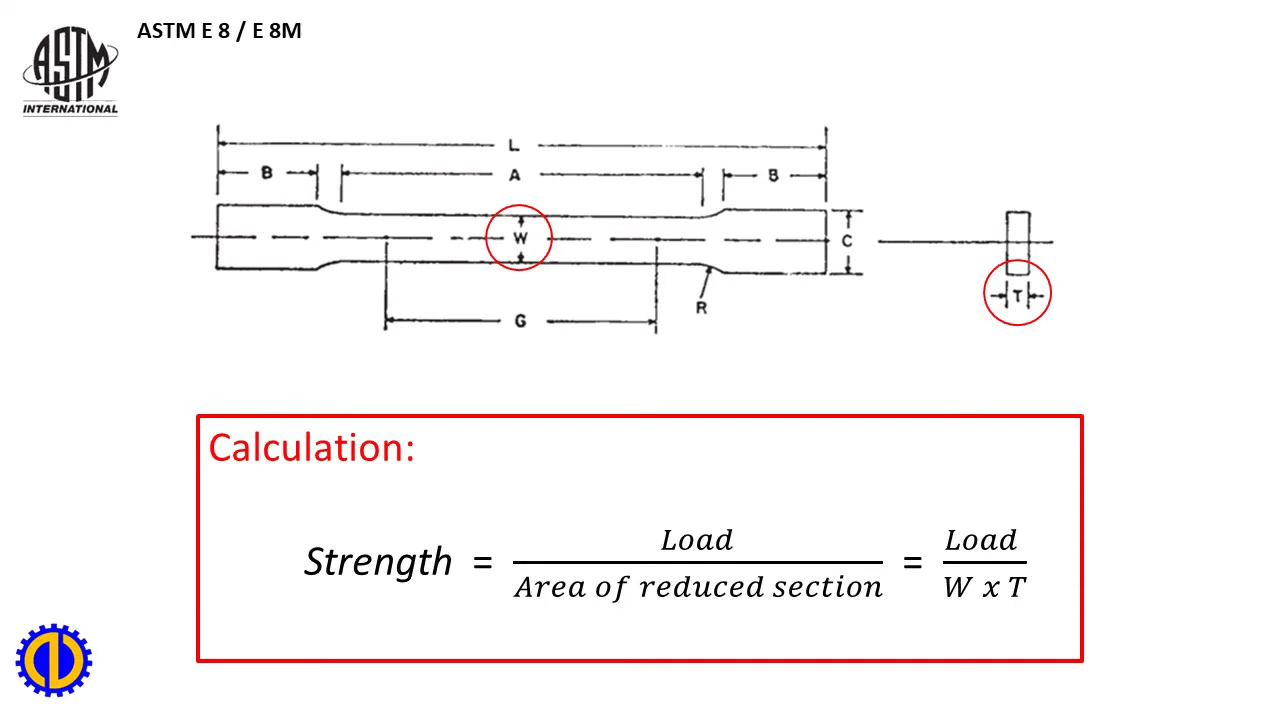 ASTM E 8 / E 8M
ASTM
INTERNATIONAL
L
B A B
W C
T
R
G
Calculation:
Strength = Load / Area of reduced section = Load / W x T